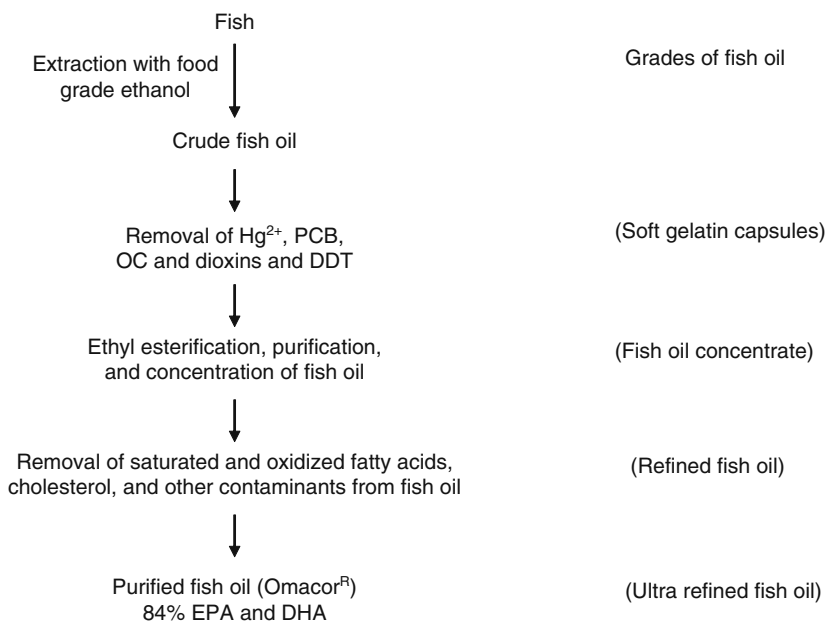 Fish
Extraction with food
grade ethanol
Grades of fish oil
Crude fish oil
Removal of Hg²⁺, PCB,
OC and dioxins and DDT
(Soft gelatin capsules)
Ethyl esterification, purification,
and concentration of fish oil
(Fish oil concentrate)
Removal of saturated and oxidized fatty acids,
cholesterol, and other contaminants from fish oil
(Refined fish oil)
Purified fish oil (Omacorᴿ)
84% EPA and DHA
(Ultra refined fish oil)